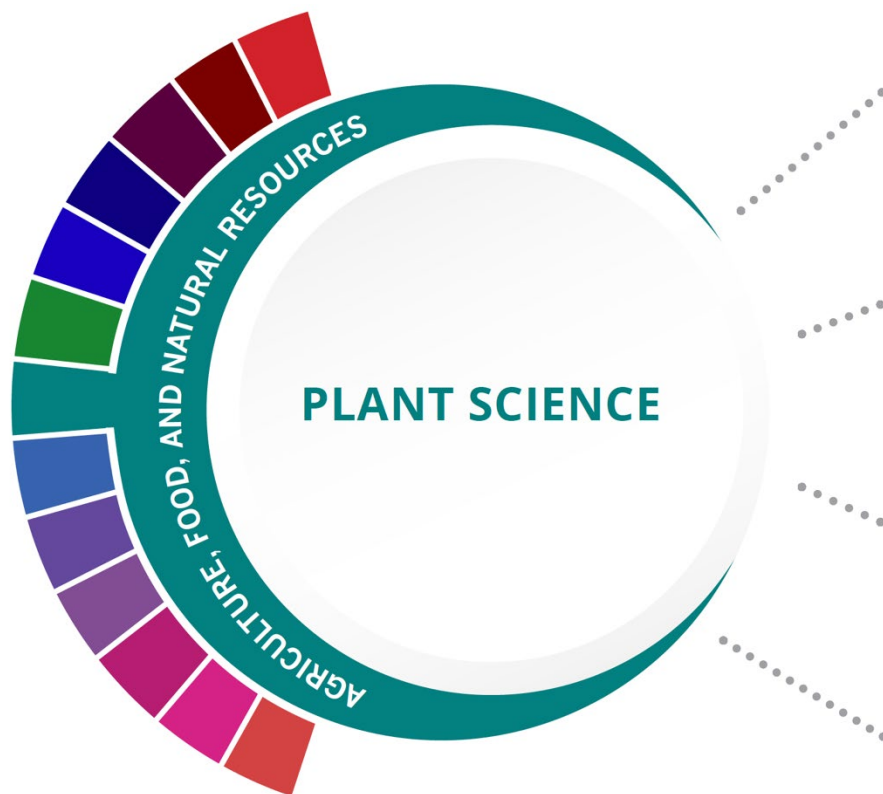 AGRICULTURE, FOOD, AND NATURAL RESOURCES
PLANT SCIENCE